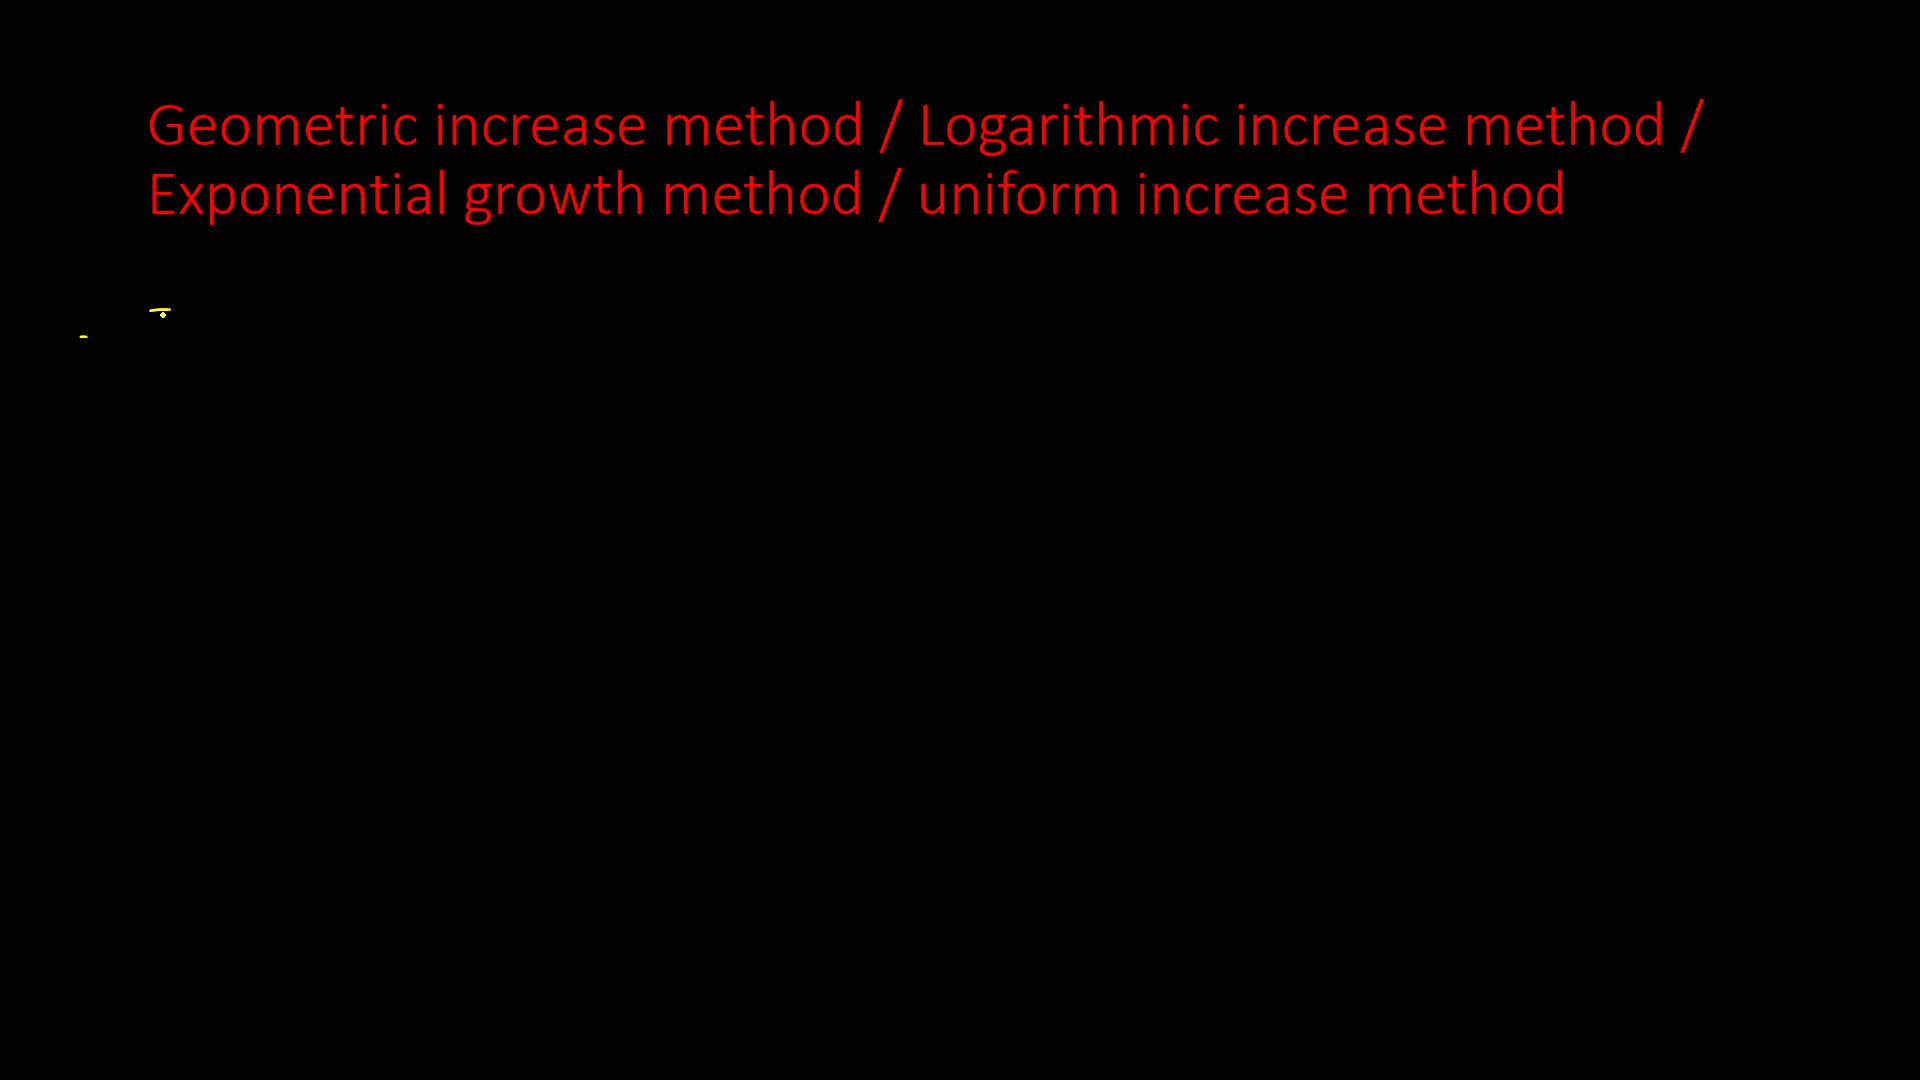 Geometric increase method / Logarithmic increase method /
Exponential growth method / uniform increase method